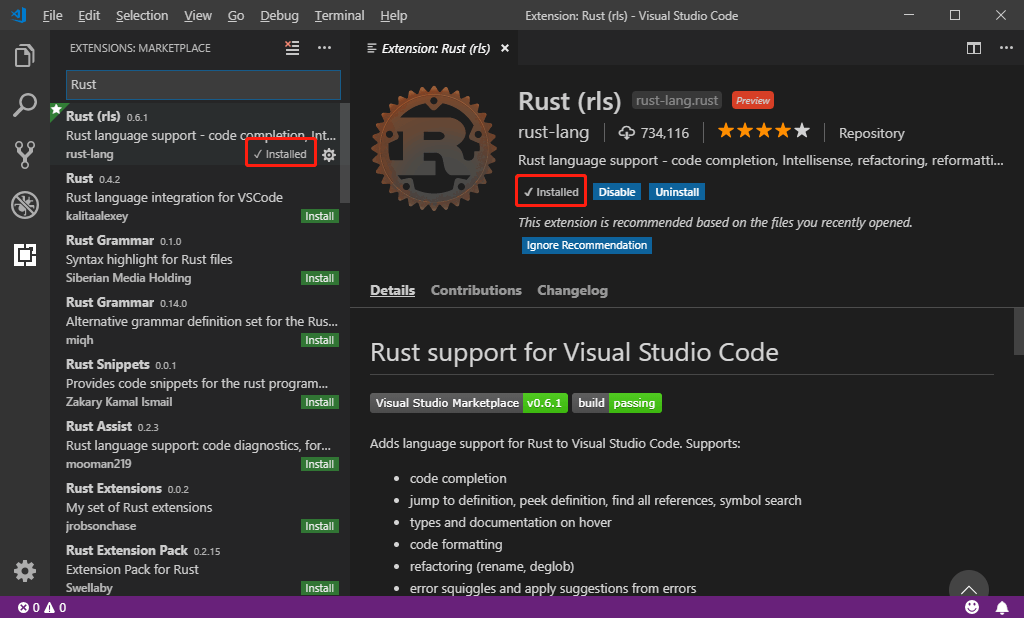 File Edit Selection View Go Debug Terminal Help
Extension: Rust (rls) - Visual Studio Code
EXTENSIONS: MARKETPLACE
Rust
Rust (rls) 0.6.1
Rust language support - code completion, Int...
rust-lang
✓ Installed
Rust 0.4.2
Rust language integration for VSCode
kalitaalexey
Install
Rust Grammar 0.1.0
Syntax highlight for Rust files
Siberian Media Holding
Install
Rust Grammar 0.14.0
Alternative grammar definition set for the Rus...
miqh
Install
Rust Snippets 0.0.1
Provides code snippets for the rust program...
Zakary Kamal Ismail
Install
Rust Assist 0.2.3
Rust language support: code diagnostics, for...
mooman219
Install
Rust Extensions 0.0.2
My set of Rust extensions
jrobsonchase
Install
Rust Extension Pack 0.2.15
Extension Pack for Rust
Swellaby
Install
Extension: Rust (rls)
R
Rust (rls) rust-lang.rust Preview
rust-lang 734,116 Repository
Rust language support - code completion, Intellisense, refactoring, reformatti...
✓ Installed Disable Uninstall
This extension is recommended based on the files you recently opened.
Ignore Recommendation
Details Contributions Changelog
Rust support for Visual Studio Code
Visual Studio Marketplace v0.6.1 build passing
Adds language support for Rust to Visual Studio Code. Supports:
• code completion
• jump to definition, peek definition, find all references, symbol search
• types and documentation on hover
• code formatting
• refactoring (rename, deglob)
• error squiggles and apply suggestions from errors
0 0